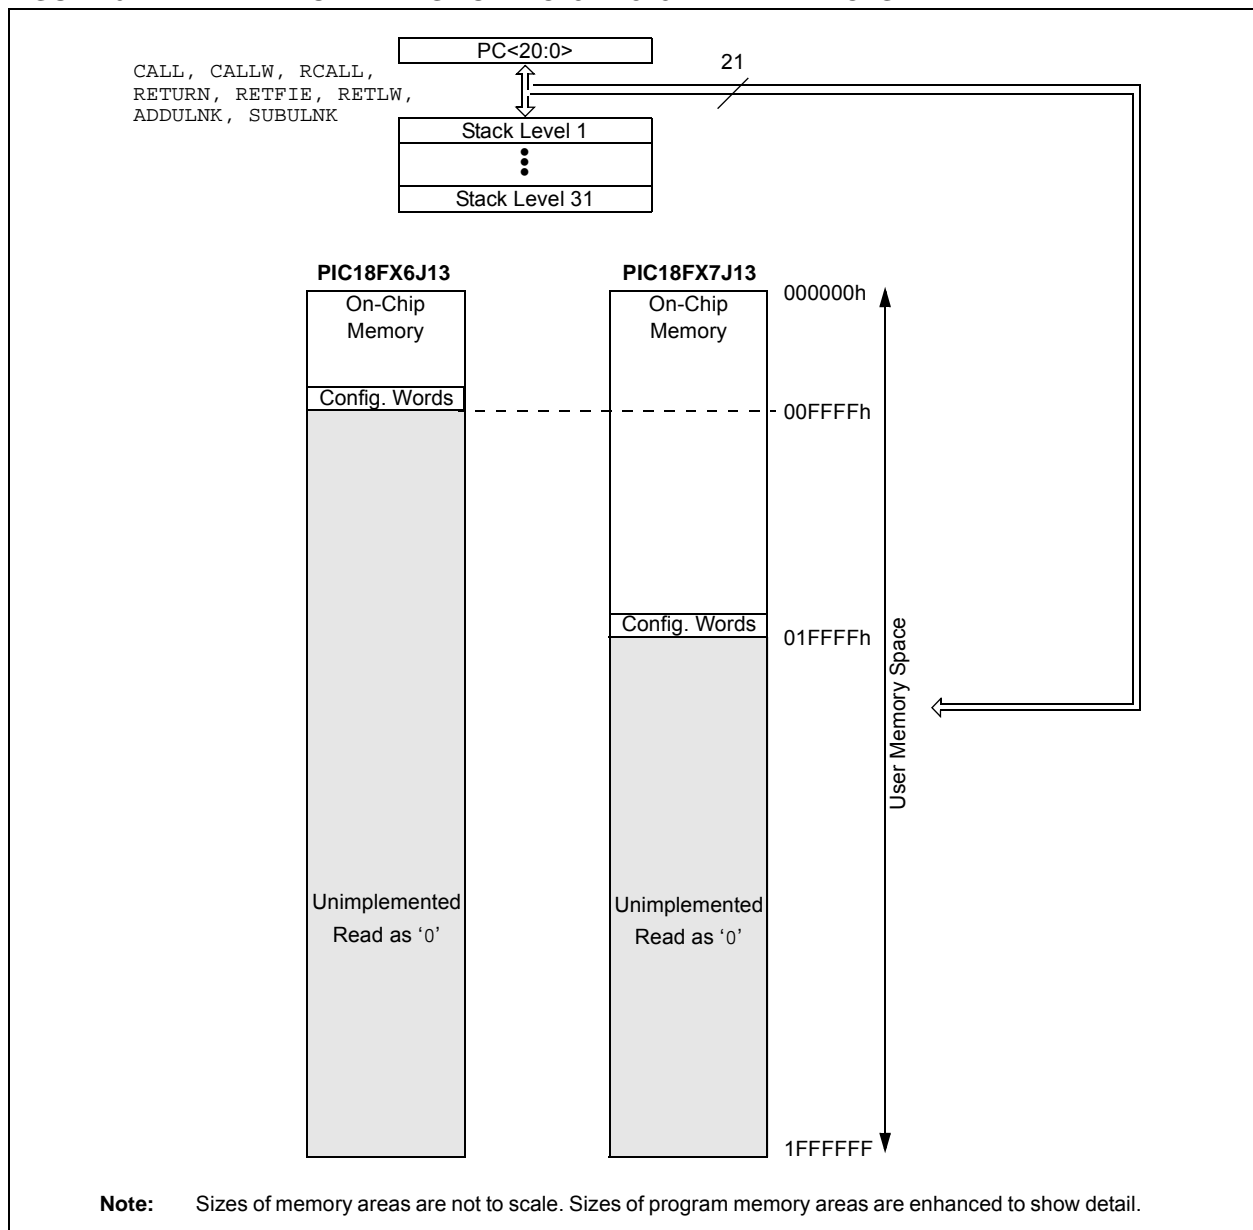 PC<20:0>
21
CALL, CALLW, RCALL,
RETURN, RETFIE, RETLW,
ADDULNK, SUBULNK
Stack Level 1
Stack Level 31
PIC18FX6J13
PIC18FX7J13
On-Chip
Memory
On-Chip
Memory
000000h
Config. Words
00FFFFh
Config. Words
01FFFFh
User Memory Space
Unimplemented
Read as ‘0’
Unimplemented
Read as ‘0’
1FFFFFF
Note: Sizes of memory areas are not to scale. Sizes of program memory areas are enhanced to show detail.